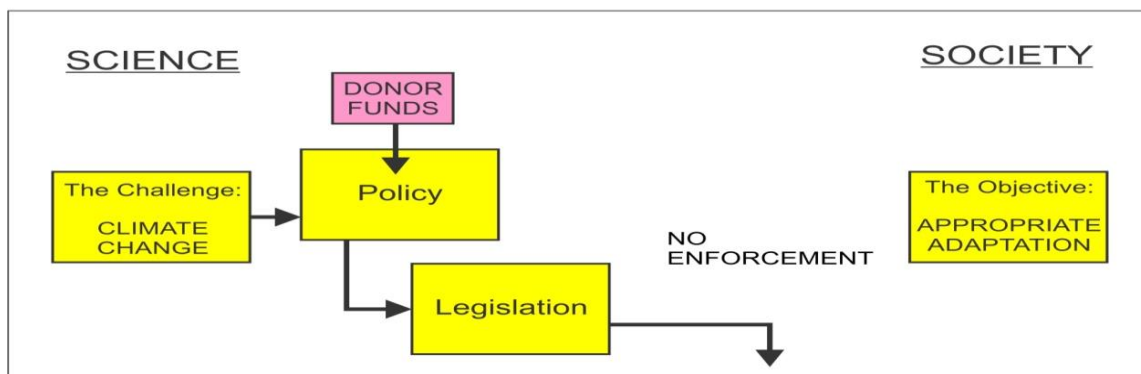 SCIENCE
SOCIETY
DONOR
FUNDS
The Challenge:
CLIMATE
CHANGE
Policy
Legislation
NO
ENFORCEMENT
The Objective:
APPROPRIATE
ADAPTATION